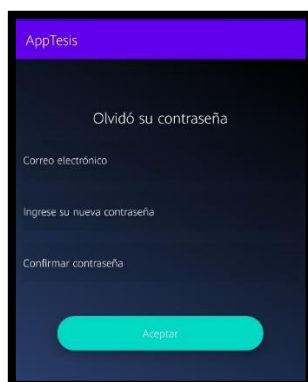 AppTesis
Olvidó su contraseña
Correo electrónico
Ingrese su nueva contraseña
Confirmar contraseña
Aceptar